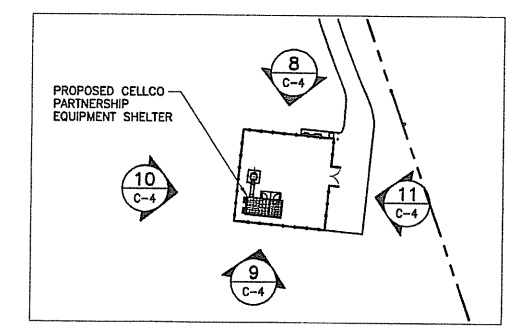 8
C-4
PROPOSED CELLCO
PARTNERSHIP
EQUIPMENT SHELTER
10
C-4
11
C-4
9
C-4